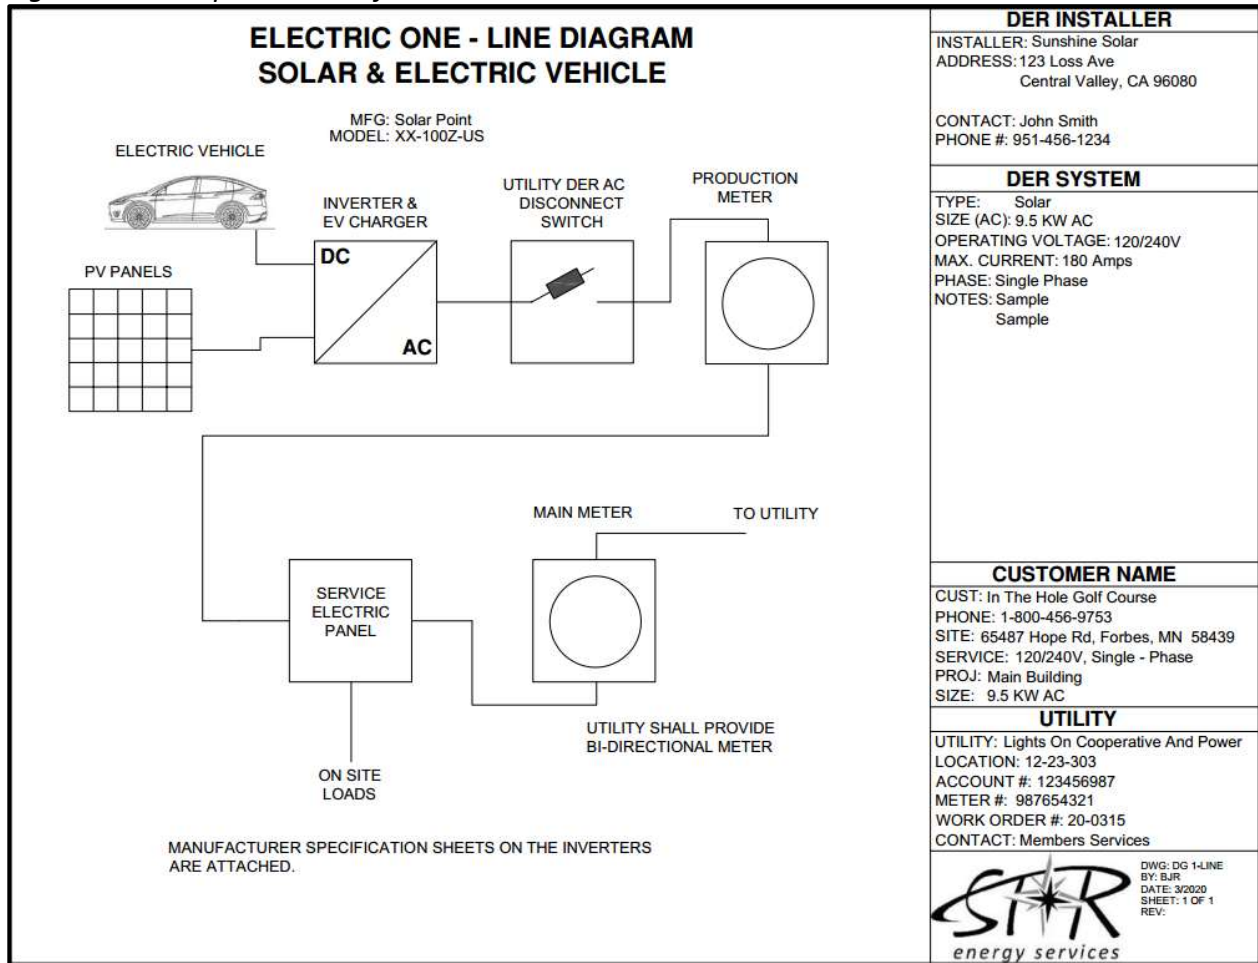 ELECTRIC ONE - LINE DIAGRAM
SOLAR & ELECTRIC VEHICLE
MFG: Solar Point
MODEL: XX-100Z-US
ELECTRIC VEHICLE
INVERTER &
EV CHARGER
UTILITY DER AC
DISCONNECT
SWITCH
PRODUCTION
METER
PV PANELS
DC
AC
MAIN METER
TO UTILITY
SERVICE
ELECTRIC
PANEL
UTILITY SHALL PROVIDE
BI-DIRECTIONAL METER
ON SITE
LOADS
MANUFACTURER SPECIFICATION SHEETS ON THE INVERTERS
ARE ATTACHED.
DER INSTALLER
INSTALLER: Sunshine Solar
ADDRESS: 123 Loss Ave
Central Valley, CA 96080
CONTACT: John Smith
PHONE #: 951-456-1234
DER SYSTEM
TYPE: Solar
SIZE (AC): 9.5 KW AC
OPERATING VOLTAGE: 120/240V
MAX. CURRENT: 180 Amps
PHASE: Single Phase
NOTES: Sample
Sample
CUSTOMER NAME
CUST: In The Hole Golf Course
PHONE: 1-800-456-9753
SITE: 65487 Hope Rd, Forbes, MN 58439
SERVICE: 120/240V, Single - Phase
PROJ: Main Building
SIZE: 9.5 KW AC
UTILITY
UTILITY: Lights On Cooperative And Power
LOCATION: 12-23-303
ACCOUNT #: 123456987
METER #: 987654321
WORK ORDER #: 20-0315
CONTACT: Members Services
STAR
energy services
DWG: DG 1-LINE
BY: BJR
DATE: 3/2020
SHEET: 1 OF 1
REV: